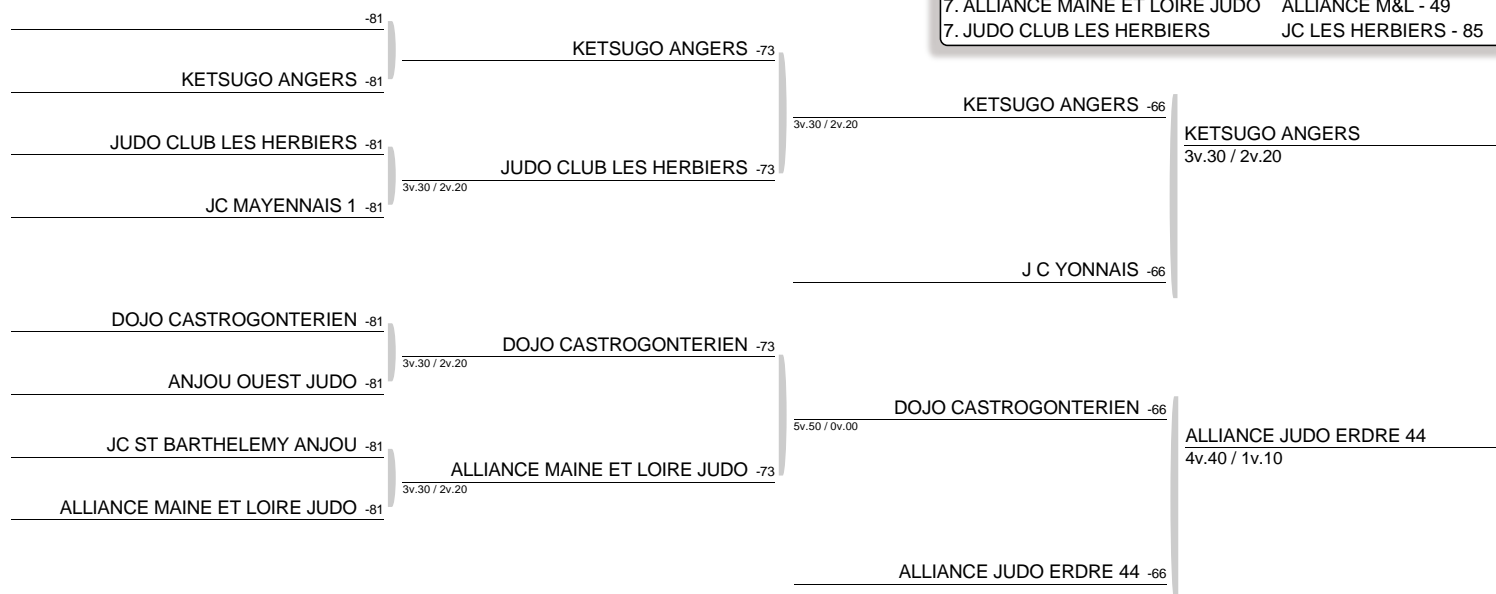 7. ALLIANCE MAINE ET LOIRE JUDO ALLIANCE M&L - 49
7. JUDO CLUB LES HERBIERS JC LES HERBIERS - 85
-81
KETSUGO ANGERS -81
JUDO CLUB LES HERBIERS -81
JC MAYENNAIS 1 -81
DOJO CASTROGONTERIEN -81
ANJOU OUEST JUDO -81
JC ST BARTHELEMY ANJOU -81
ALLIANCE MAINE ET LOIRE JUDO -81
KETSUGO ANGERS -73
JUDO CLUB LES HERBIERS -73
3v.30 / 2v.20
DOJO CASTROGONTERIEN -73
3v.30 / 2v.20
ALLIANCE MAINE ET LOIRE JUDO -73
3v.30 / 2v.20
KETSUGO ANGERS -66
3v.30 / 2v.20
J C YONNAIS -66
DOJO CASTROGONTERIEN -66
5v.50 / 0v.00
ALLIANCE JUDO ERDRE 44 -66
KETSUGO ANGERS
3v.30 / 2v.20
ALLIANCE JUDO ERDRE 44
4v.40 / 1v.10